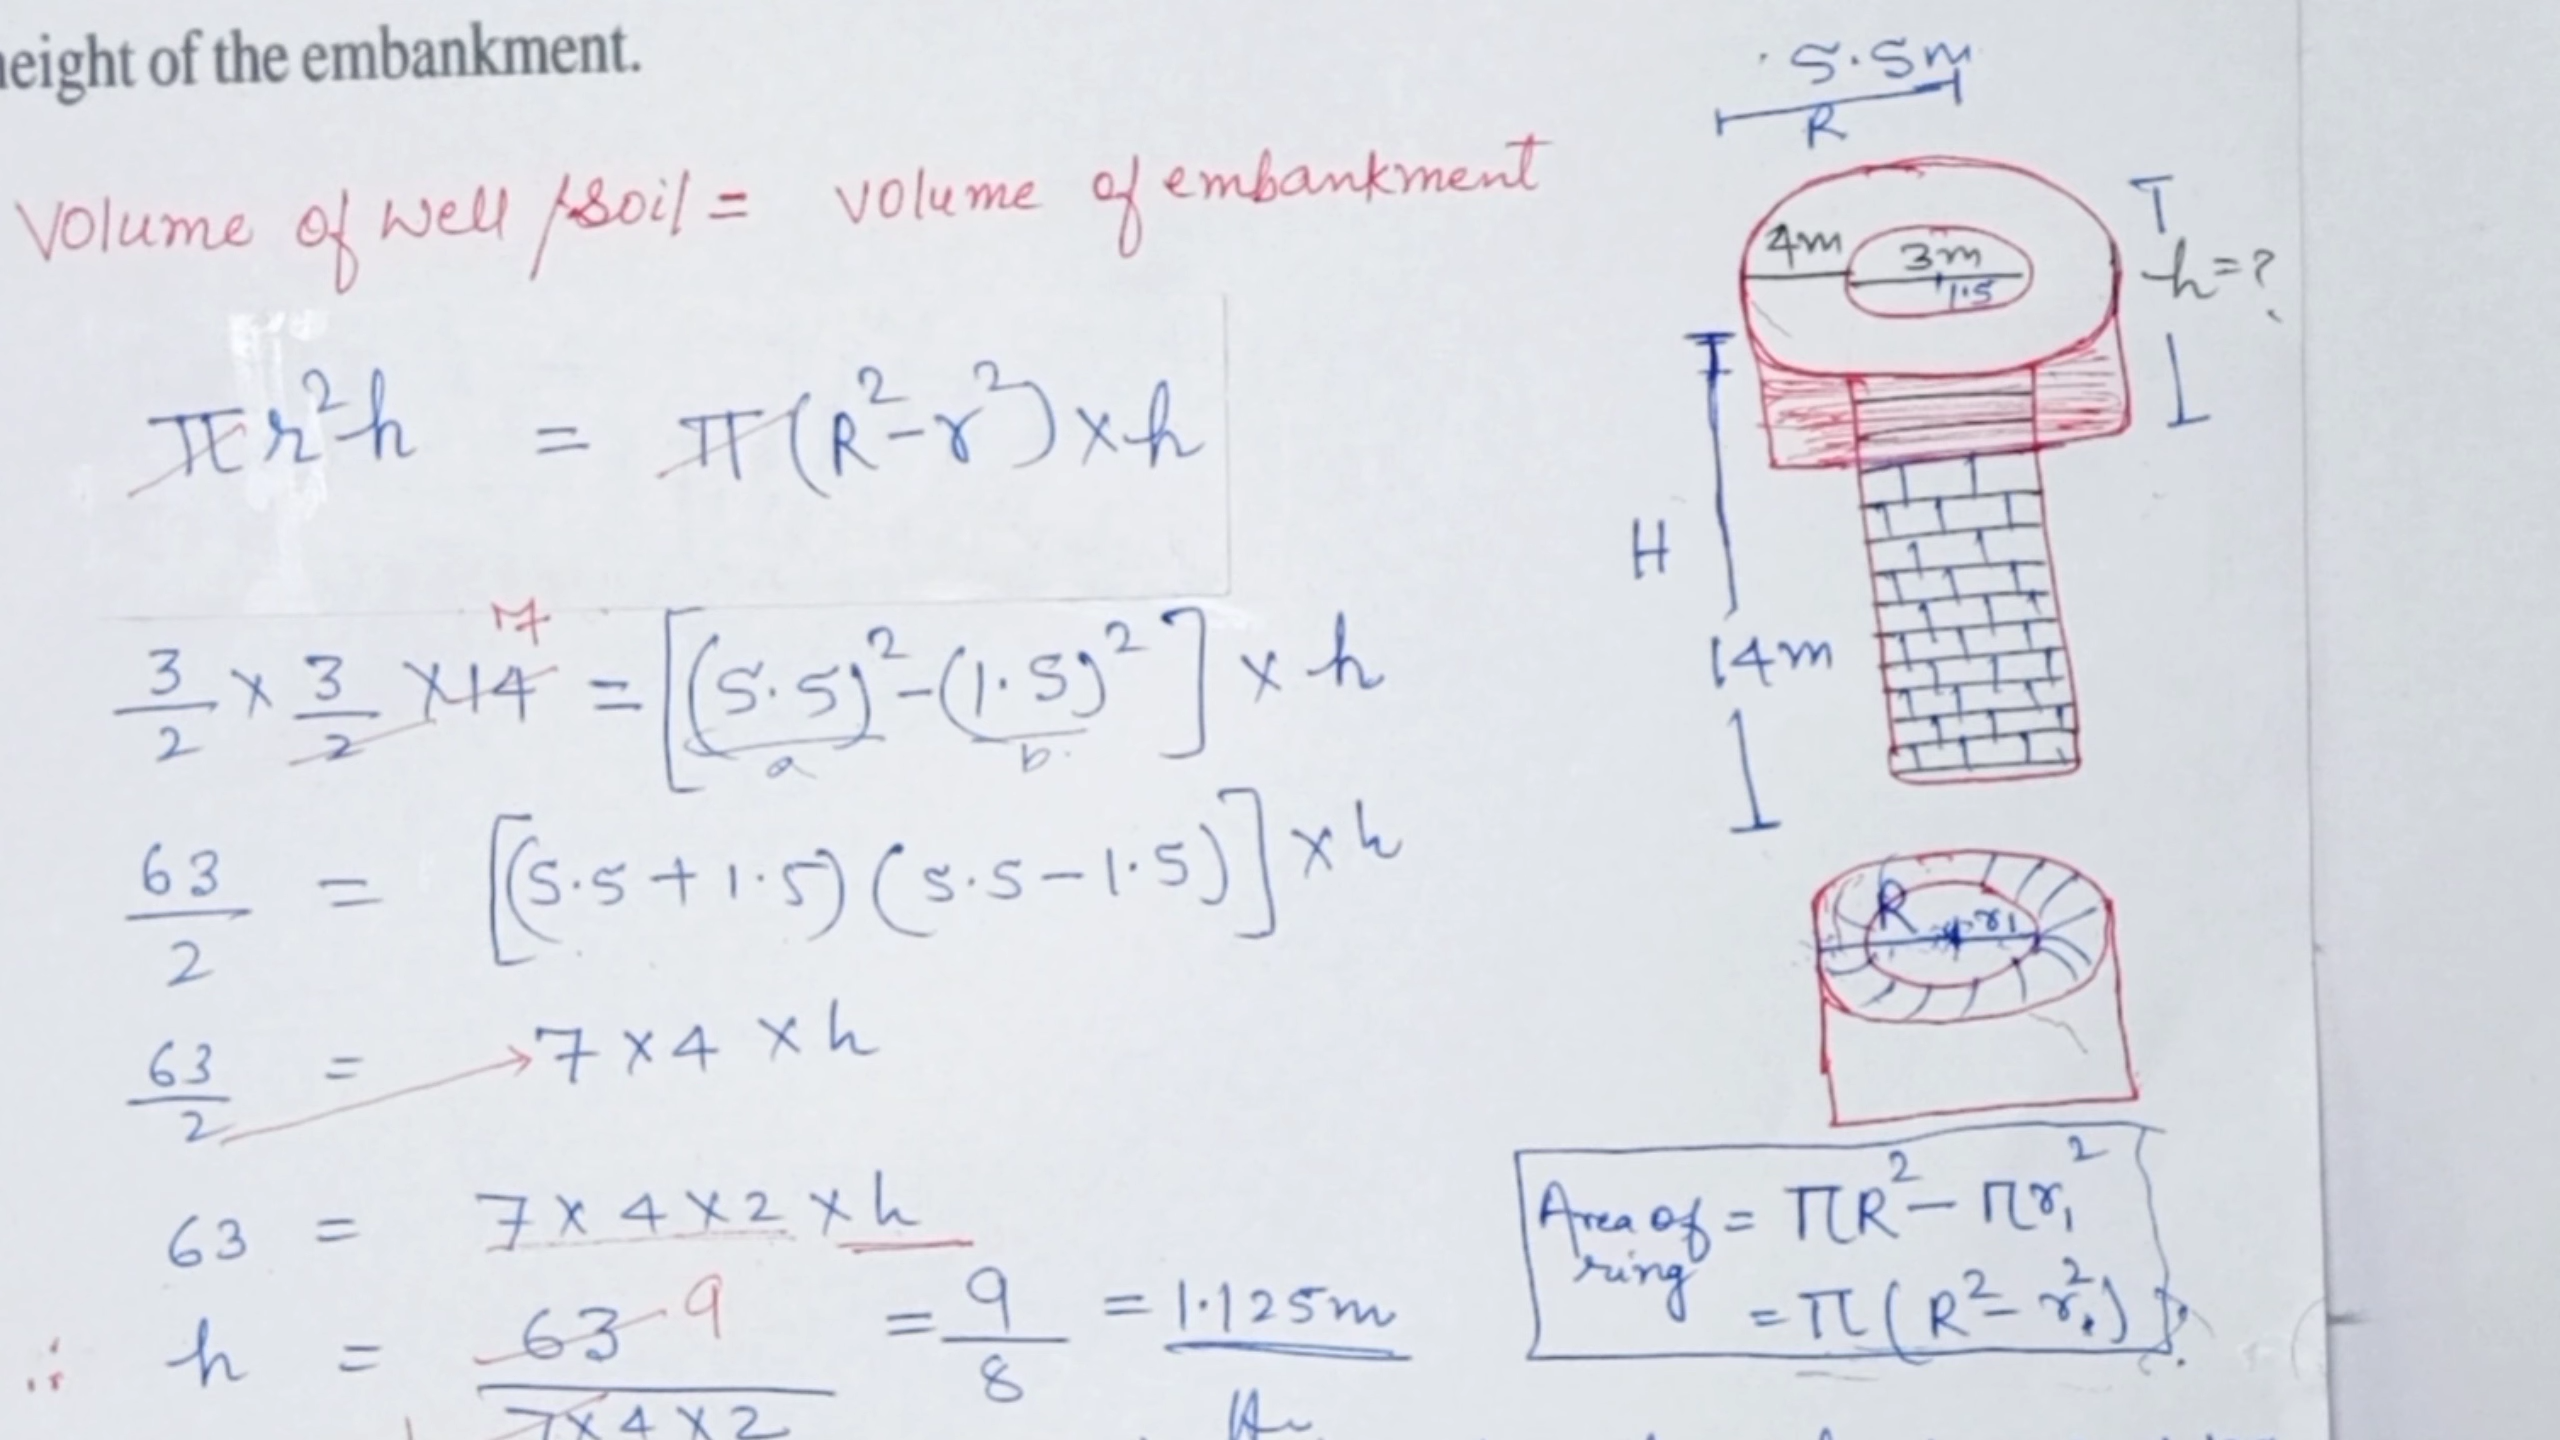 height of the embankment.
Volume of well / soil = volume of embankment
πr²h = π(R²-r²)×h
7
3/2 × 3/2 ×14 = [(5.5)²-(1.5)²] × h
a b
63/2 = [(5.5+1.5)(5.5-1.5)]×h
63/2 = 7×4×h
63 = 7×4×2×h
∴ h = 63 9 / 7×4×2 = 9/8 = 1.125m
5.5m
R
4m 3m
1.5
h=?
H
14m
R r₁
Area of ring = πR² - πr₁²
= π(R²-r₁²)